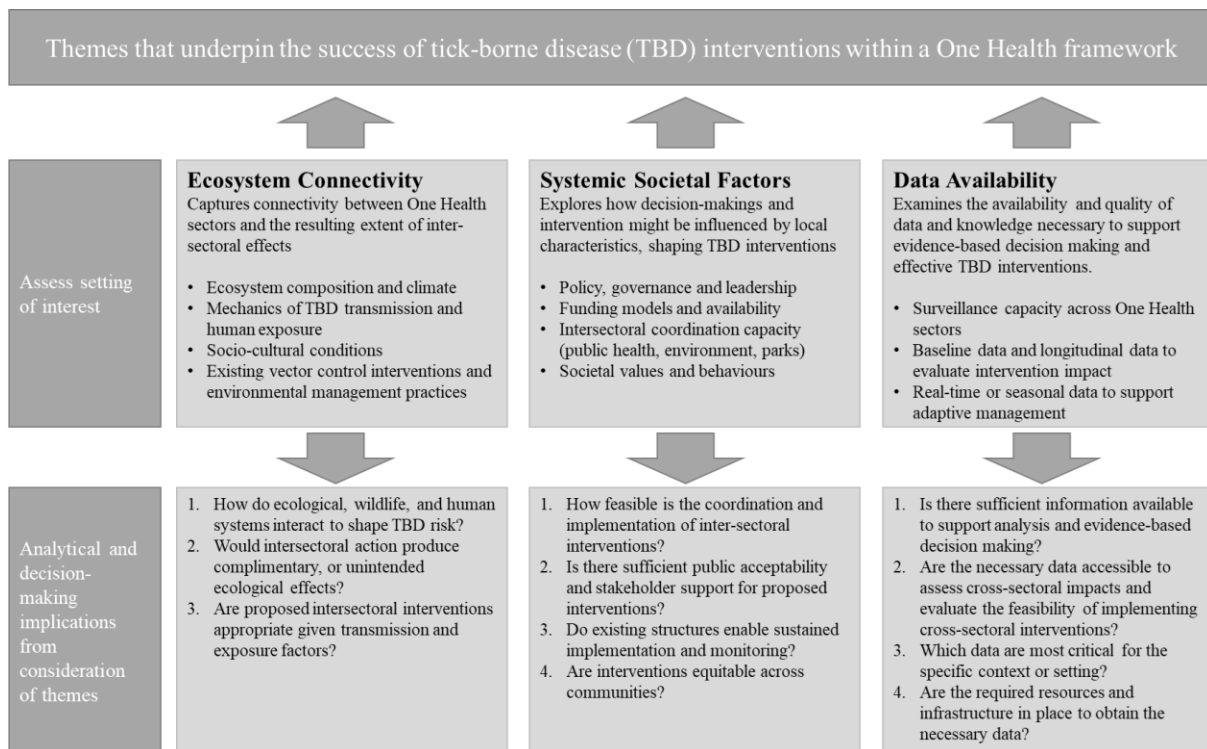 Themes that underpin the success of tick-borne disease (TBD) interventions within a One Health framework
Assess setting
of interest
Ecosystem Connectivity
Captures connectivity between One Health
sectors and the resulting extent of inter-
sectoral effects
• Ecosystem composition and climate
• Mechanics of TBD transmission and
human exposure
• Socio-cultural conditions
• Existing vector control interventions and
environmental management practices
Systemic Societal Factors
Explores how decision-makings and
intervention might be influenced by local
characteristics, shaping TBD interventions
• Policy, governance and leadership
• Funding models and availability
• Intersectoral coordination capacity
(public health, environment, parks)
• Societal values and behaviours
Data Availability
Examines the availability and quality of
data and knowledge necessary to support
evidence-based decision making and
effective TBD interventions.
• Surveillance capacity across One Health
sectors
• Baseline data and longitudinal data to
evaluate intervention impact
• Real-time or seasonal data to support
adaptive management
Analytical and
decision-
making
implications
from
consideration
of themes
1. How do ecological, wildlife, and human
systems interact to shape TBD risk?
2. Would intersectoral action produce
complimentary, or unintended
ecological effects?
3. Are proposed intersectoral interventions
appropriate given transmission and
exposure factors?
1. How feasible is the coordination and
implementation of inter-sectoral
interventions?
2. Is there sufficient public acceptability
and stakeholder support for proposed
interventions?
3. Do existing structures enable sustained
implementation and monitoring?
4. Are interventions equitable across
communities?
1. Is there sufficient information available
to support analysis and evidence-based
decision making?
2. Are the necessary data accessible to
assess cross-sectoral impacts and
evaluate the feasibility of implementing
cross-sectoral interventions?
3. Which data are most critical for the
specific context or setting?
4. Are the required resources and
infrastructure in place to obtain the
necessary data?